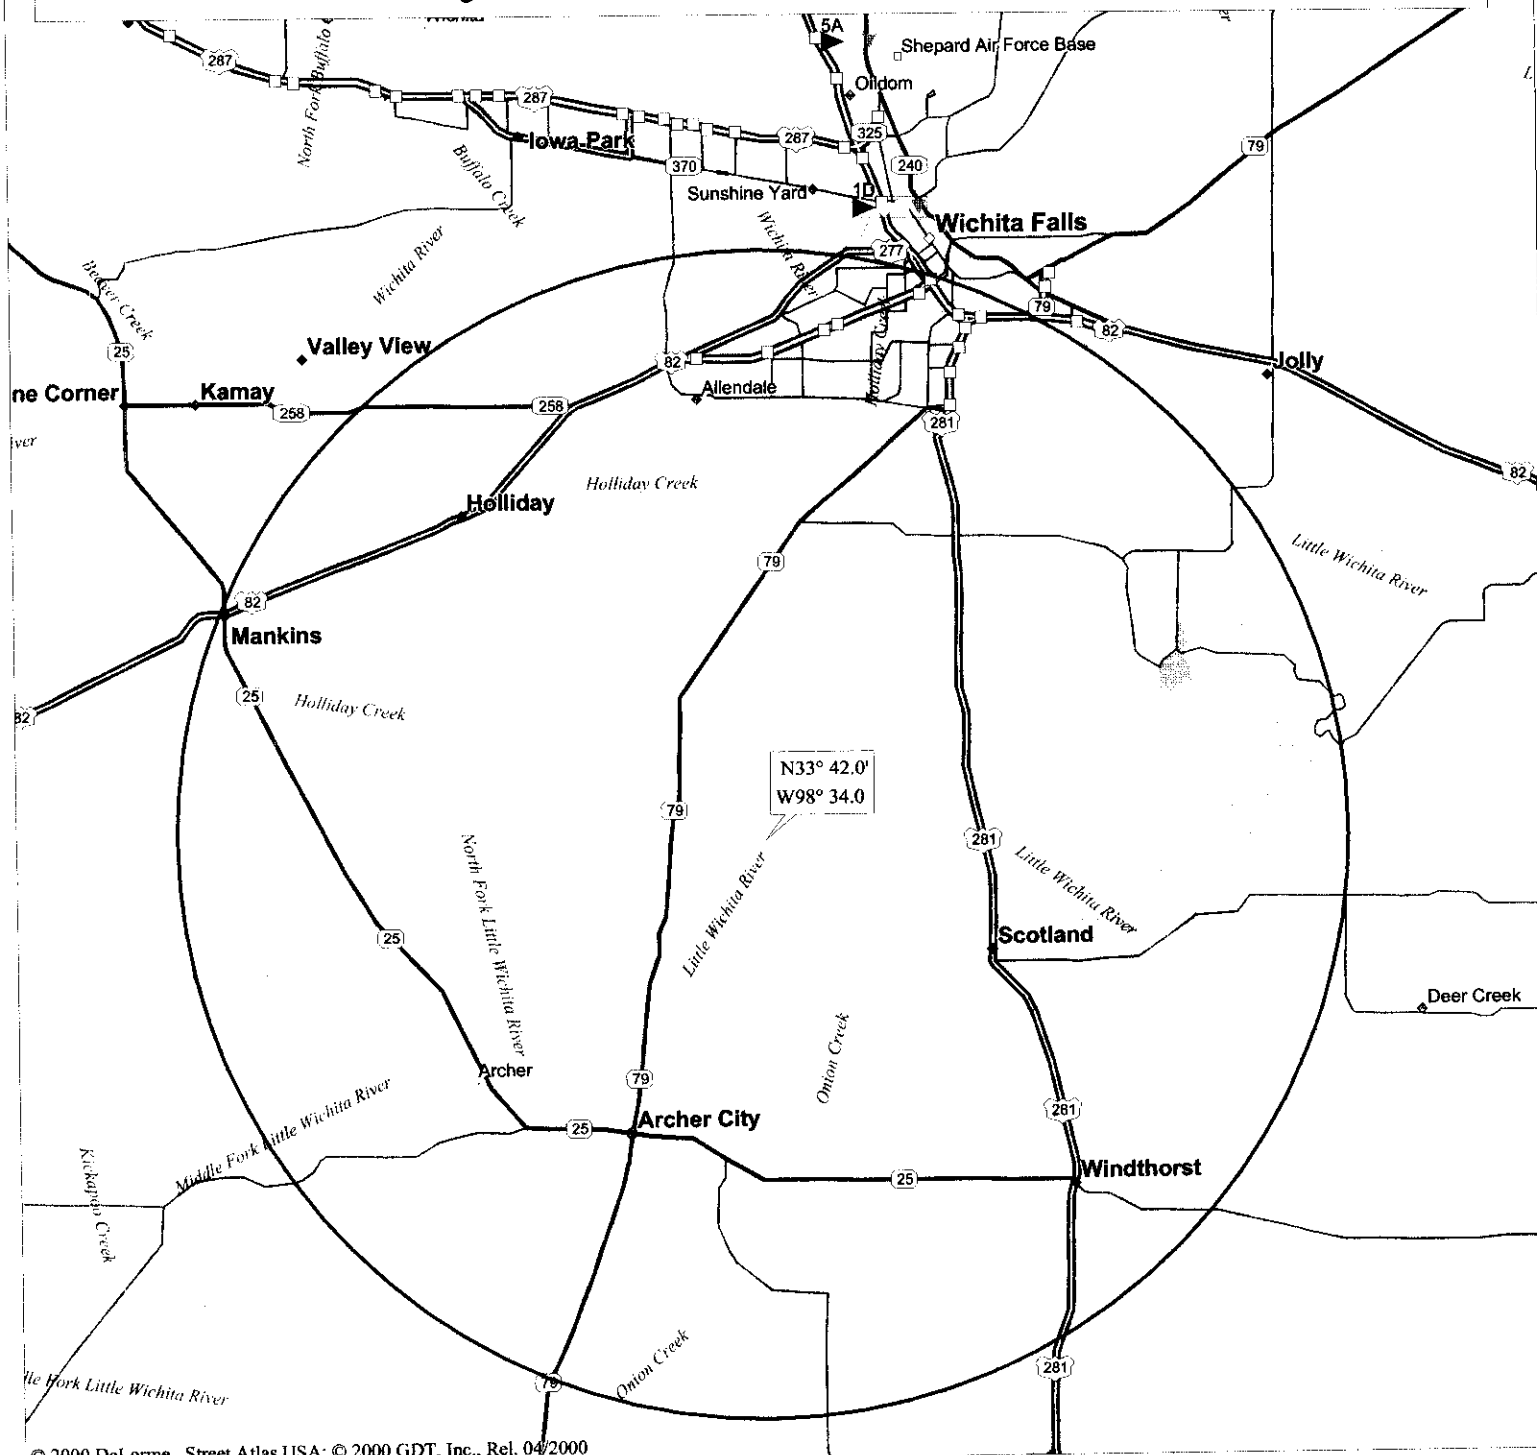 5A
Shepard Air Force Base
287
North Fork Buffalo
Oildom
287
Iowa Park
287
325
79
370
240
Buffalo Creek
Sunshine Yard
1D
Wichita River
Wichita Falls
Wichita River
277
Beaver Creek
79
82
25
Valley View
82
Holliday Creek
Jolly
ne Corner
Kamay
258
258
Allendale
281
iver
82
Holliday
Holliday Creek
Little Wichita River
79
82
Mankins
25
Holliday Creek
82
N33° 42.0'
W98° 34.0
79
281
North Fork Little Wichita River
Little Wichita River
Little Wichita River
25
Scotland
Deer Creek
Onion Creek
Archer
79
Middle Fork Little Wichita River
281
25
Archer City
Kickapoo Creek
Windthorst
25
Onion Creek
281
79
dle Fork Little Wichita River
© 2000 DeLorme. Street Atlas USA; © 2000 GDT, Inc., Rel. 04/2000